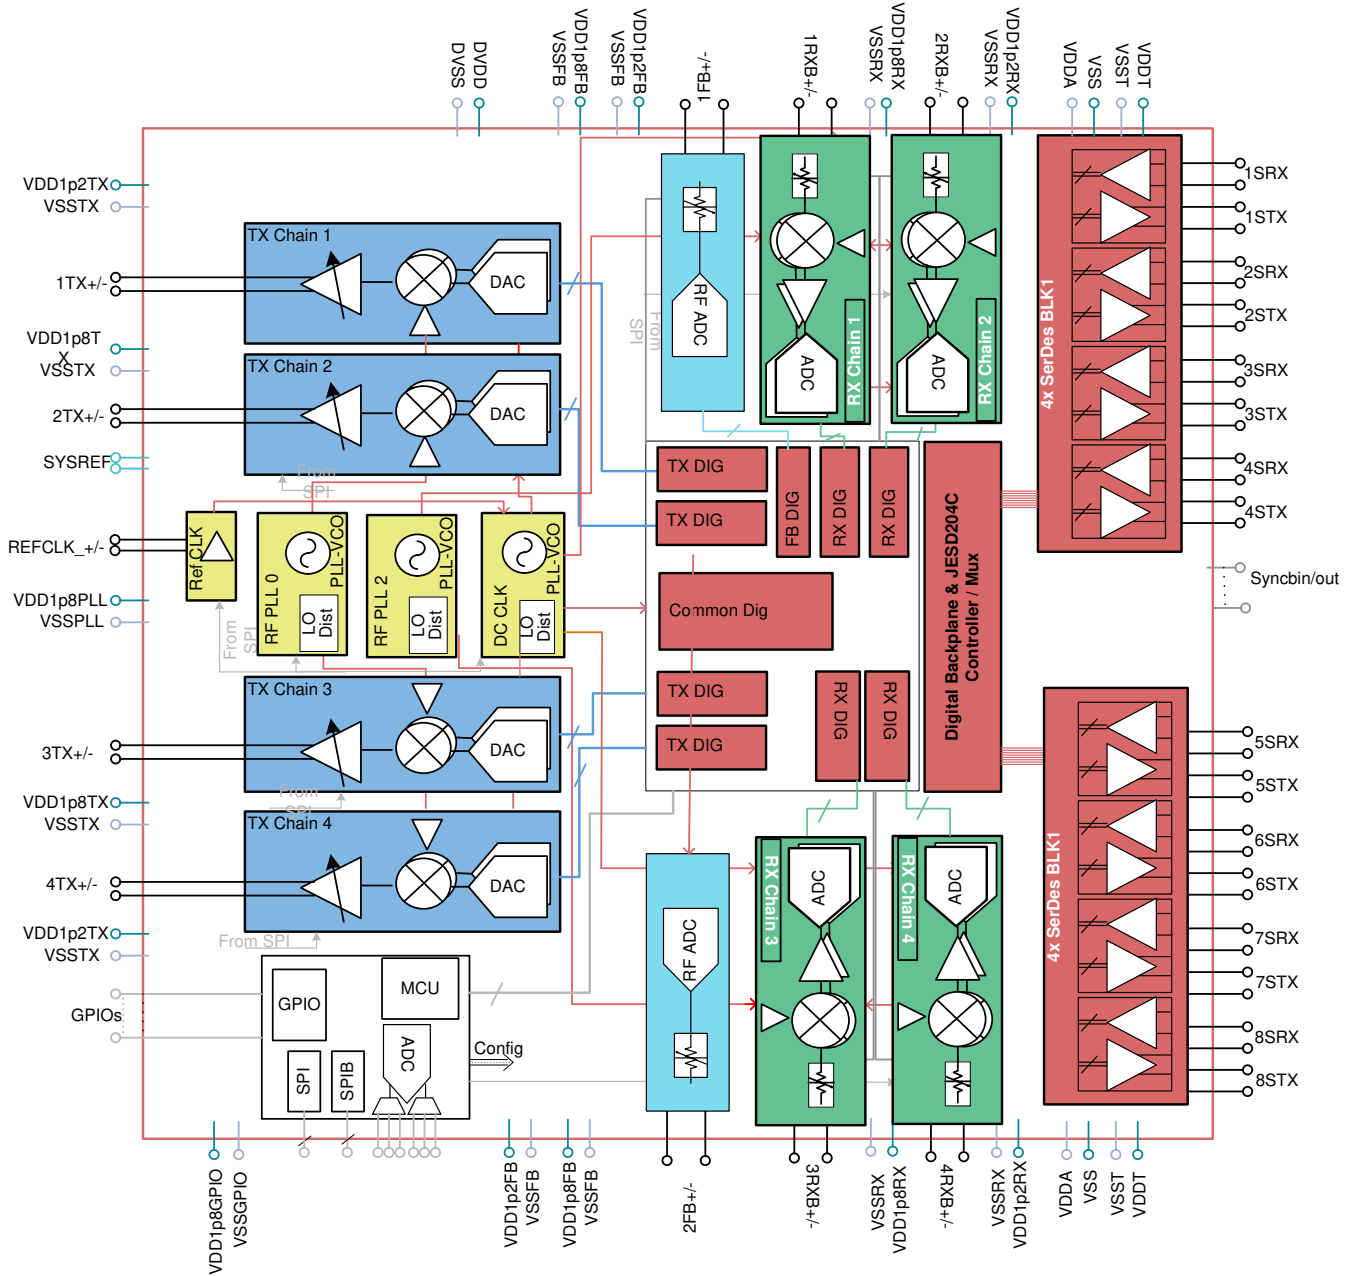 DVSS
DVDD
VSSFB
VDD1p8FB
VSSFB
VDD1p2FB
1FB+/-
1RXB+/-
VSSRX
VDD1p8RX
2RXB+/-
VSSRX
VDD1p2RX
VDDA
VSS
VSST
VDDT
VDD1p2TX
VSSTX
1TX+/-
VDD1p8T
X
VSSTX
2TX+/-
SYSREF
REFCLK_+/-
VDD1p8PLL
VSSPLL
3TX+/-
VDD1p8TX
VSSTX
4TX+/-
VDD1p2TX
VSSTX
GPIOs
TX Chain 1
DAC
TX Chain 2
DAC
From
SPI
Ref CLK
RF PLL 0
PLL-VCO
LO
Dist
RF PLL 2
PLL-VCO
LO
Dist
DC CLK
PLL-VCO
LO
Dist
From
SPI
TX Chain 3
DAC
From
SPI
TX Chain 4
DAC
From SPI
GPIO
MCU
SPI
SPIB
ADC
Config
RF ADC
From
SPI
ADC
RX Chain 1
ADC
RX Chain 2
TX DIG
TX DIG
FB DIG
RX DIG
RX DIG
Common Dig
TX DIG
TX DIG
RX DIG
RX DIG
Digital Backplane & JESD204C
Controller / Mux
RF ADC
RX Chain 3
ADC
RX Chain 4
ADC
4x SerDes BLK1
1SRX
1STX
2SRX
2STX
3SRX
3STX
4SRX
4STX
Syncbin/out
4x SerDes BLK1
5SRX
5STX
6SRX
6STX
7SRX
7STX
8SRX
8STX
VDD1p8GPIO
VSSGPIO
VDD1p2FB
VSSFB
VDD1p8FB
VSSFB
2FB+/-
3RXB+/-
VSSRX
VDD1p8RX
4RXB+/-
VSSRX
VDD1p2RX
VDDA
VSS
VSST
VDDT